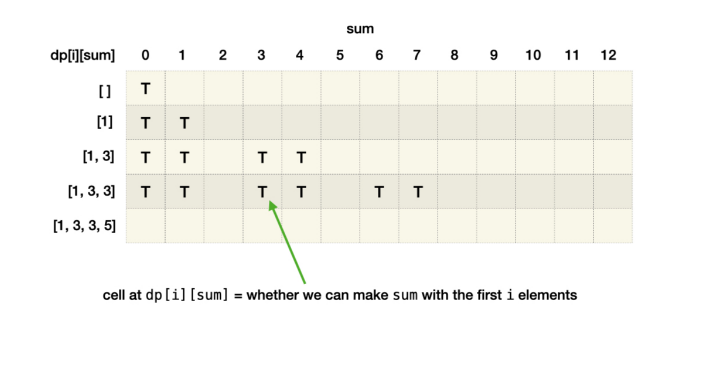 sum
dp[i][sum] 0 1 2 3 4 5 6 7 8 9 10 11 12
[ ] T
[1] T T
[1, 3] T T T T
[1, 3, 3] T T T T T T
[1, 3, 3, 5]
cell at dp[i][sum] = whether we can make sum with the first i elements